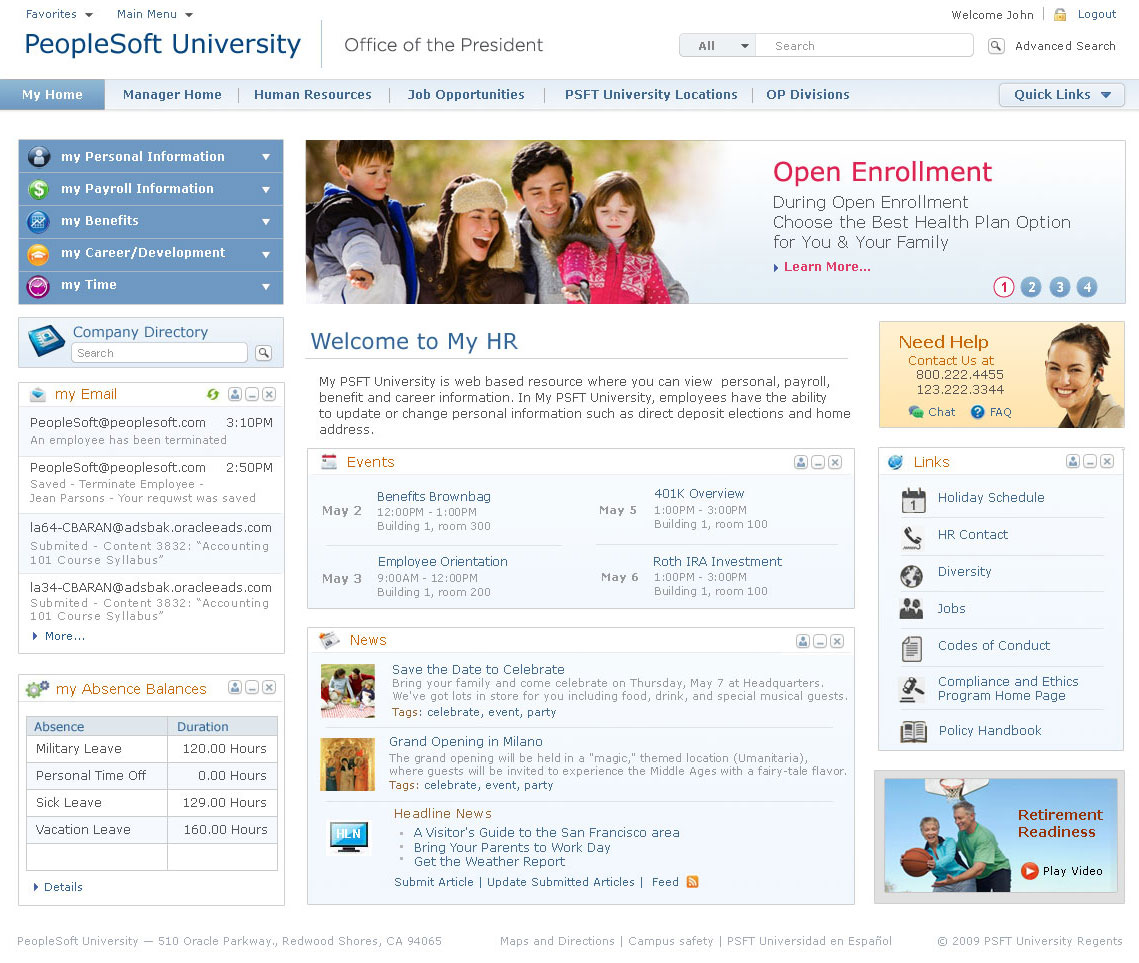 Favorites Main Menu
Welcome John Logout
PeopleSoft University
Office of the President
All Search Advanced Search
My Home Manager Home Human Resources Job Opportunities PSFT University Locations OP Divisions Quick Links
my Personal Information
my Payroll Information
my Benefits
my Career/Development
my Time
Open Enrollment
During Open Enrollment
Choose the Best Health Plan Option
for You & Your Family
Learn More...
1 2 3 4
Company Directory
Search
my Email
PeopleSoft@peoplesoft.com 3:10PM
An employee has been terminated
PeopleSoft@peoplesoft.com 2:50PM
Saved - Terminate Employee -
Jean Parsons - Your requwst was saved
la64-CBARAN@adsbak.oracleeads.com
Submited - Content 3832: “Accounting
101 Course Syllabus”
la34-CBARAN@adsbak.oracleeads.com
Submited - Content 3832: “Accounting
101 Course Syllabus”
More...
my Absence Balances
Absence Duration
Military Leave 120.00 Hours
Personal Time Off 0.00 Hours
Sick Leave 129.00 Hours
Vacation Leave 160.00 Hours
Details
Welcome to My HR
My PSFT University is web based resource where you can view personal, payroll,
benefit and career information. In My PSFT University, employees have the ability
to update or change personal information such as direct deposit elections and home
address.
Events
May 2
Benefits Brownbag
12:00PM - 1:00PM
Building 1, room 300
May 5
401K Overview
1:00PM - 3:00PM
Building 1, room 100
May 3
Employee Orientation
9:00AM - 12:00PM
Building 1, room 200
May 6
Roth IRA Investment
1:00PM - 3:00PM
Building 1, room 100
News
Save the Date to Celebrate
Bring your family and come celebrate on Thursday, May 7 at Headquarters.
We've got lots in store for you including food, drink, and special musical guests.
Tags: celebrate, event, party
Grand Opening in Milano
The grand opening will be held in a "magic," themed location (Umanitaria),
where guests will be invited to experience the Middle Ages with a fairy-tale flavor.
Tags: celebrate, event, party
HLN
Headline News
A Visitor's Guide to the San Francisco area
Bring Your Parents to Work Day
Get the Weather Report
Submit Article | Update Submitted Articles | Feed
Need Help
Contact Us at
800.222.4455
123.222.3344
Chat ? FAQ
Links
1 Holiday Schedule
HR Contact
Diversity
Jobs
Codes of Conduct
Compliance and Ethics
Program Home Page
Policy Handbook
Retirement
Readiness
Play Video
PeopleSoft University — 510 Oracle Parkway., Redwood Shores, CA 94065
Maps and Directions | Campus safety | PSFT Universidad en Español
© 2009 PSFT University Regents